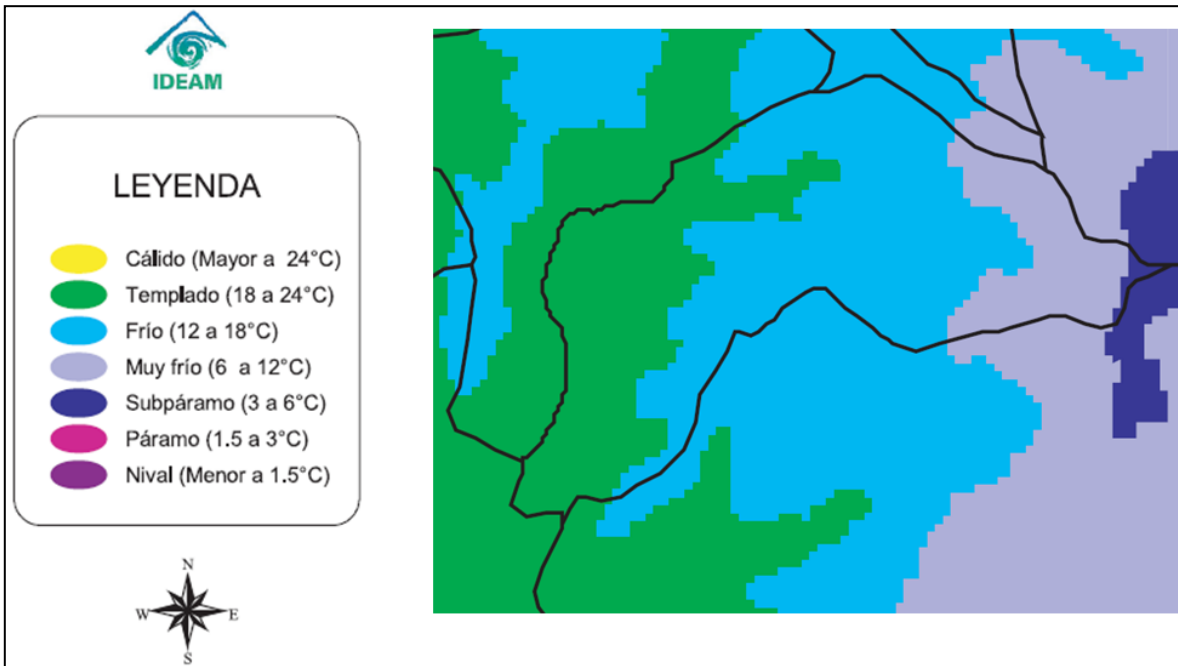 IDEAM
LEYENDA
Cálido (Mayor a 24°C)
Templado (18 a 24°C)
Frío (12 a 18°C)
Muy frío (6 a 12°C)
Subpáramo (3 a 6°C)
Páramo (1.5 a 3°C)
Nival (Menor a 1.5°C)
N
W E
S